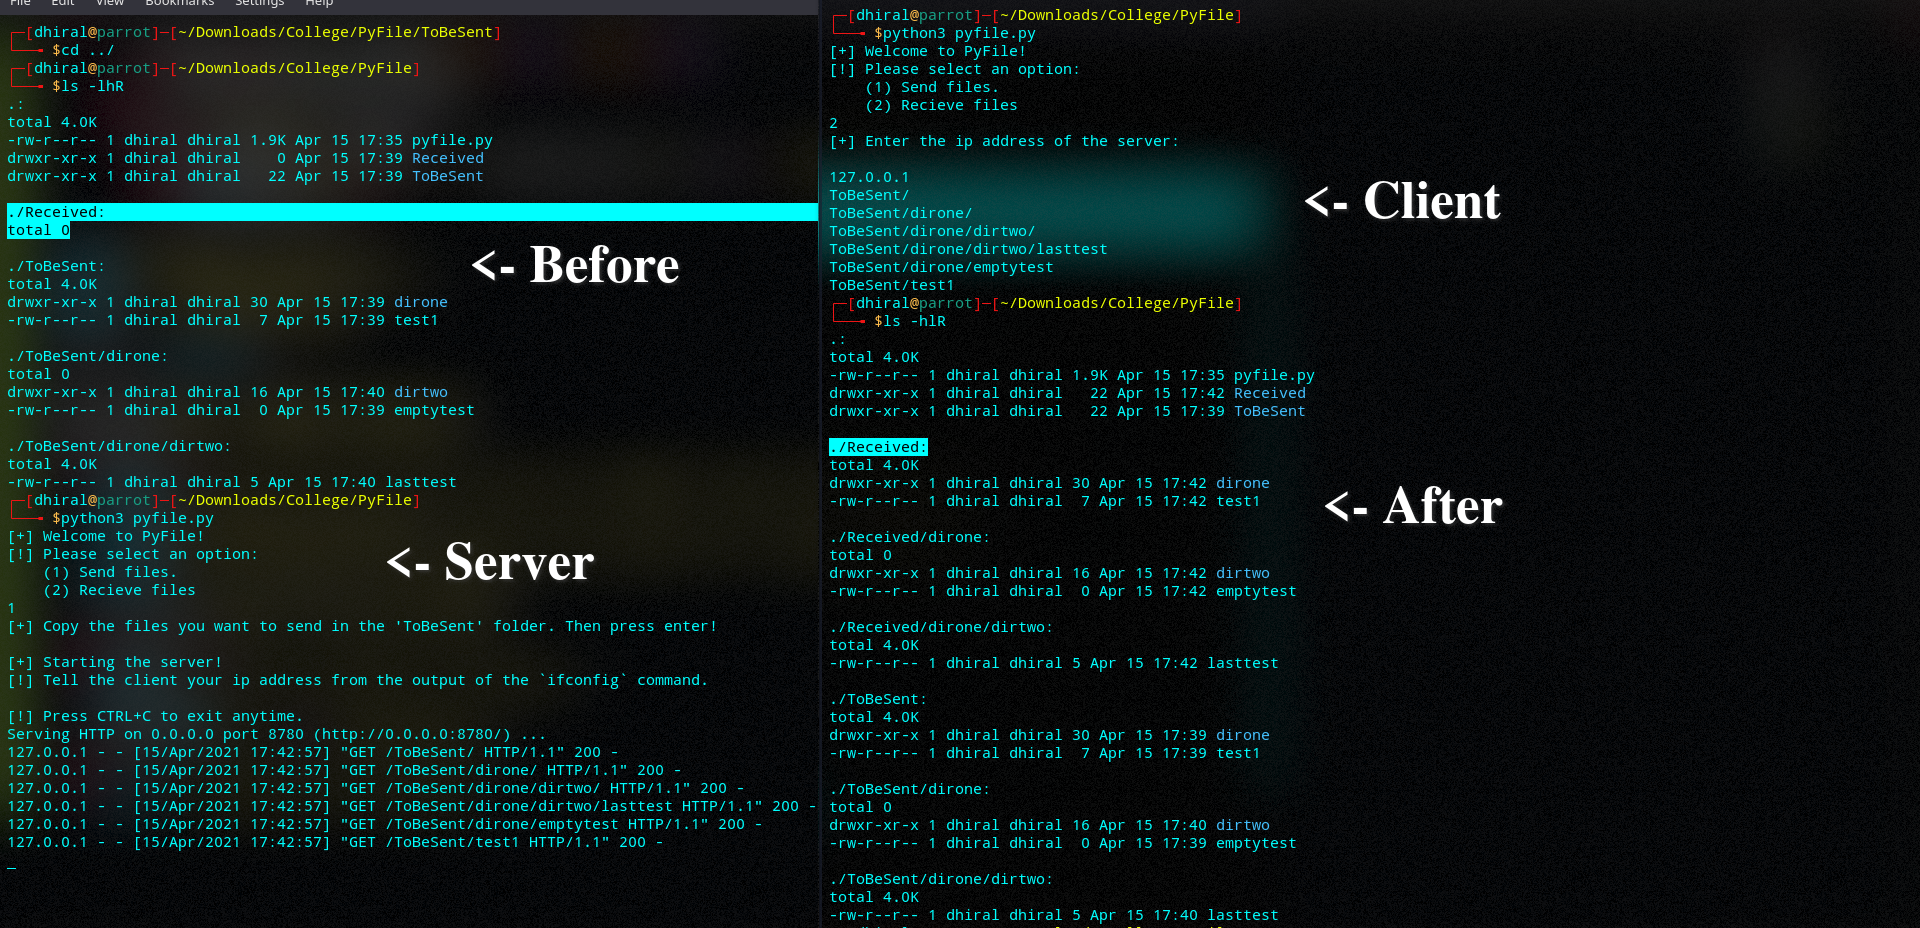 File Edit View Bookmarks Settings Help
┌─[dhiral@parrot]─[~/Downloads/College/PyFile/ToBeSent]
└──╼ $cd ../
┌─[dhiral@parrot]─[~/Downloads/College/PyFile]
└──╼ $ls -lhR
.:
total 4.0K
-rw-r--r-- 1 dhiral dhiral 1.9K Apr 15 17:35 pyfile.py
drwxr-xr-x 1 dhiral dhiral    0 Apr 15 17:39 Received
drwxr-xr-x 1 dhiral dhiral   22 Apr 15 17:39 ToBeSent
./Received:
total 0
<- Before
./ToBeSent:
total 4.0K
drwxr-xr-x 1 dhiral dhiral 30 Apr 15 17:39 dirone
-rw-r--r-- 1 dhiral dhiral  7 Apr 15 17:39 test1
./ToBeSent/dirone:
total 0
drwxr-xr-x 1 dhiral dhiral 16 Apr 15 17:40 dirtwo
-rw-r--r-- 1 dhiral dhiral  0 Apr 15 17:39 emptytest
./ToBeSent/dirone/dirtwo:
total 4.0K
-rw-r--r-- 1 dhiral dhiral 5 Apr 15 17:40 lasttest
┌─[dhiral@parrot]─[~/Downloads/College/PyFile]
└──╼ $python3 pyfile.py
[+] Welcome to PyFile!
[!] Please select an option:
    (1) Send files.
    (2) Recieve files
<- Server
1
[+] Copy the files you want to send in the 'ToBeSent' folder. Then press enter!
[+] Starting the server!
[!] Tell the client your ip address from the output of the `ifconfig` command.
[!] Press CTRL+C to exit anytime.
Serving HTTP on 0.0.0.0 port 8780 (http://0.0.0.0:8780/) ...
127.0.0.1 - - [15/Apr/2021 17:42:57] "GET /ToBeSent/ HTTP/1.1" 200 -
127.0.0.1 - - [15/Apr/2021 17:42:57] "GET /ToBeSent/dirone/ HTTP/1.1" 200 -
127.0.0.1 - - [15/Apr/2021 17:42:57] "GET /ToBeSent/dirone/dirtwo/ HTTP/1.1" 200 -
127.0.0.1 - - [15/Apr/2021 17:42:57] "GET /ToBeSent/dirone/dirtwo/lasttest HTTP/1.1" 200 -
127.0.0.1 - - [15/Apr/2021 17:42:57] "GET /ToBeSent/dirone/emptytest HTTP/1.1" 200 -
127.0.0.1 - - [15/Apr/2021 17:42:57] "GET /ToBeSent/test1 HTTP/1.1" 200 -
┌─[dhiral@parrot]─[~/Downloads/College/PyFile]
└──╼ $python3 pyfile.py
[+] Welcome to PyFile!
[!] Please select an option:
    (1) Send files.
    (2) Recieve files
2
[+] Enter the ip address of the server:
127.0.0.1
ToBeSent/
<- Client
ToBeSent/dirone/
ToBeSent/dirone/dirtwo/
ToBeSent/dirone/dirtwo/lasttest
ToBeSent/dirone/emptytest
ToBeSent/test1
┌─[dhiral@parrot]─[~/Downloads/College/PyFile]
└──╼ $ls -hlR
.:
total 4.0K
-rw-r--r-- 1 dhiral dhiral 1.9K Apr 15 17:35 pyfile.py
drwxr-xr-x 1 dhiral dhiral   22 Apr 15 17:42 Received
drwxr-xr-x 1 dhiral dhiral   22 Apr 15 17:39 ToBeSent
./Received:
total 4.0K
drwxr-xr-x 1 dhiral dhiral 30 Apr 15 17:42 dirone
-rw-r--r-- 1 dhiral dhiral  7 Apr 15 17:42 test1
<- After
./Received/dirone:
total 0
drwxr-xr-x 1 dhiral dhiral 16 Apr 15 17:42 dirtwo
-rw-r--r-- 1 dhiral dhiral  0 Apr 15 17:42 emptytest
./Received/dirone/dirtwo:
total 4.0K
-rw-r--r-- 1 dhiral dhiral 5 Apr 15 17:42 lasttest
./ToBeSent:
total 4.0K
drwxr-xr-x 1 dhiral dhiral 30 Apr 15 17:39 dirone
-rw-r--r-- 1 dhiral dhiral  7 Apr 15 17:39 test1
./ToBeSent/dirone:
total 0
drwxr-xr-x 1 dhiral dhiral 16 Apr 15 17:40 dirtwo
-rw-r--r-- 1 dhiral dhiral  0 Apr 15 17:39 emptytest
./ToBeSent/dirone/dirtwo:
total 4.0K
-rw-r--r-- 1 dhiral dhiral 5 Apr 15 17:40 lasttest